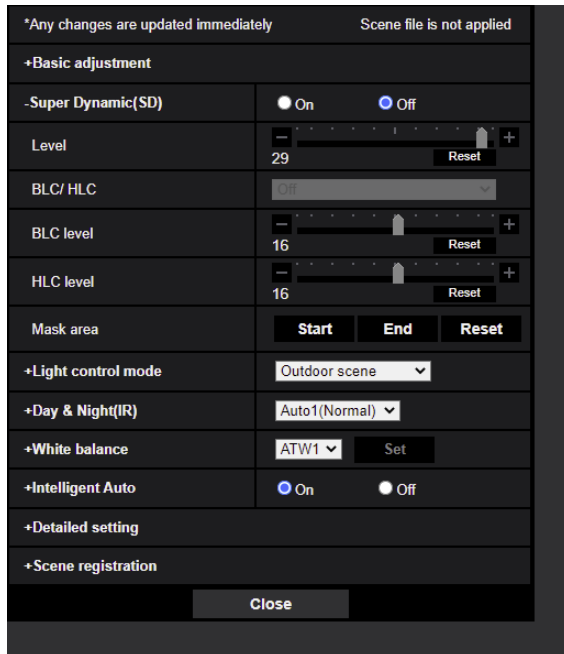 *Any changes are updated immediately Scene file is not applied
+Basic adjustment
-Super Dynamic(SD) On Off
Level − +
29 Reset
BLC/ HLC Off
BLC level − +
16 Reset
HLC level − +
16 Reset
Mask area Start End Reset
+Light control mode Outdoor scene
+Day & Night(IR) Auto1(Normal)
+White balance ATW1 Set
+Intelligent Auto On Off
+Detailed setting
+Scene registration
Close